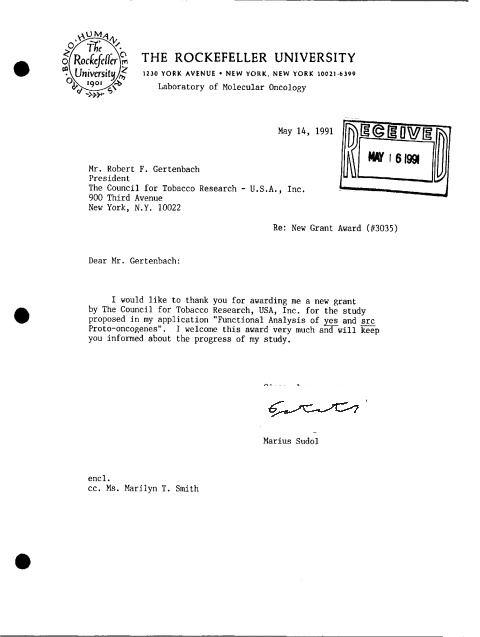 PRO·BONO·HUMANI·GENERIS
The
Rockefeller
University
1901
THE ROCKEFELLER UNIVERSITY
1230 YORK AVENUE • NEW YORK, NEW YORK 10021-6399
Laboratory of Molecular Oncology
May 14, 1991
RECEIVED
MAY 16 1991
Mr. Robert F. Gertenbach
President
The Council for Tobacco Research - U.S.A., Inc.
900 Third Avenue
New York, N.Y. 10022
Re: New Grant Award (#3035)
Dear Mr. Gertenbach:
I would like to thank you for awarding me a new grant
by The Council for Tobacco Research, USA, Inc. for the study
proposed in my application "Functional Analysis of yes and src
Proto-oncogenes". I welcome this award very much and will keep
you informed about the progress of my study.
Marius Sudol
encl.
cc. Ms. Marilyn T. Smith